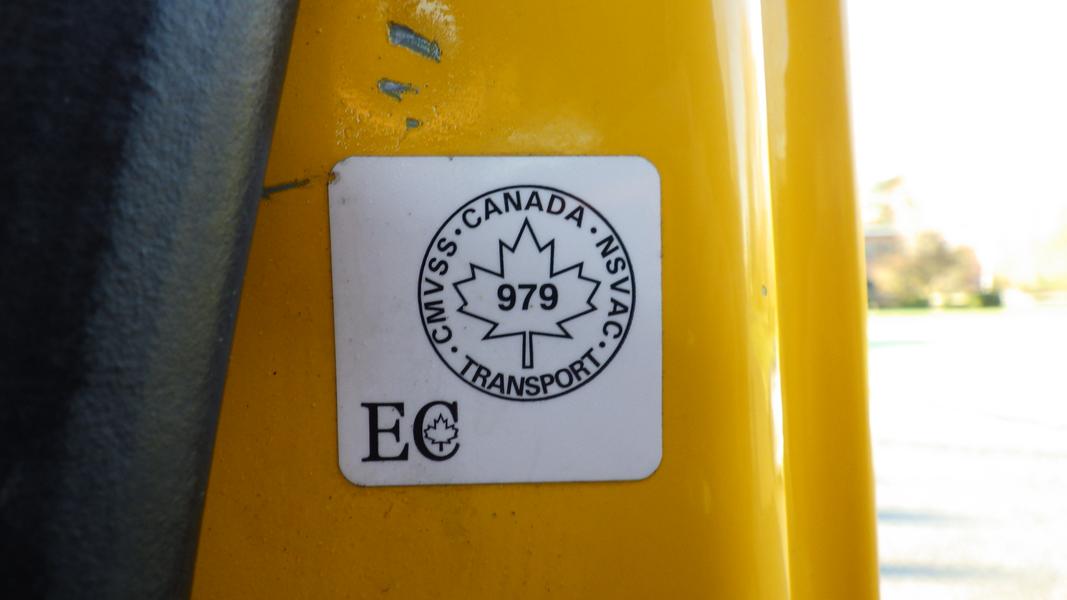 CMVSS · CANADA · NSVAC · TRANSPORT ·
979
EC